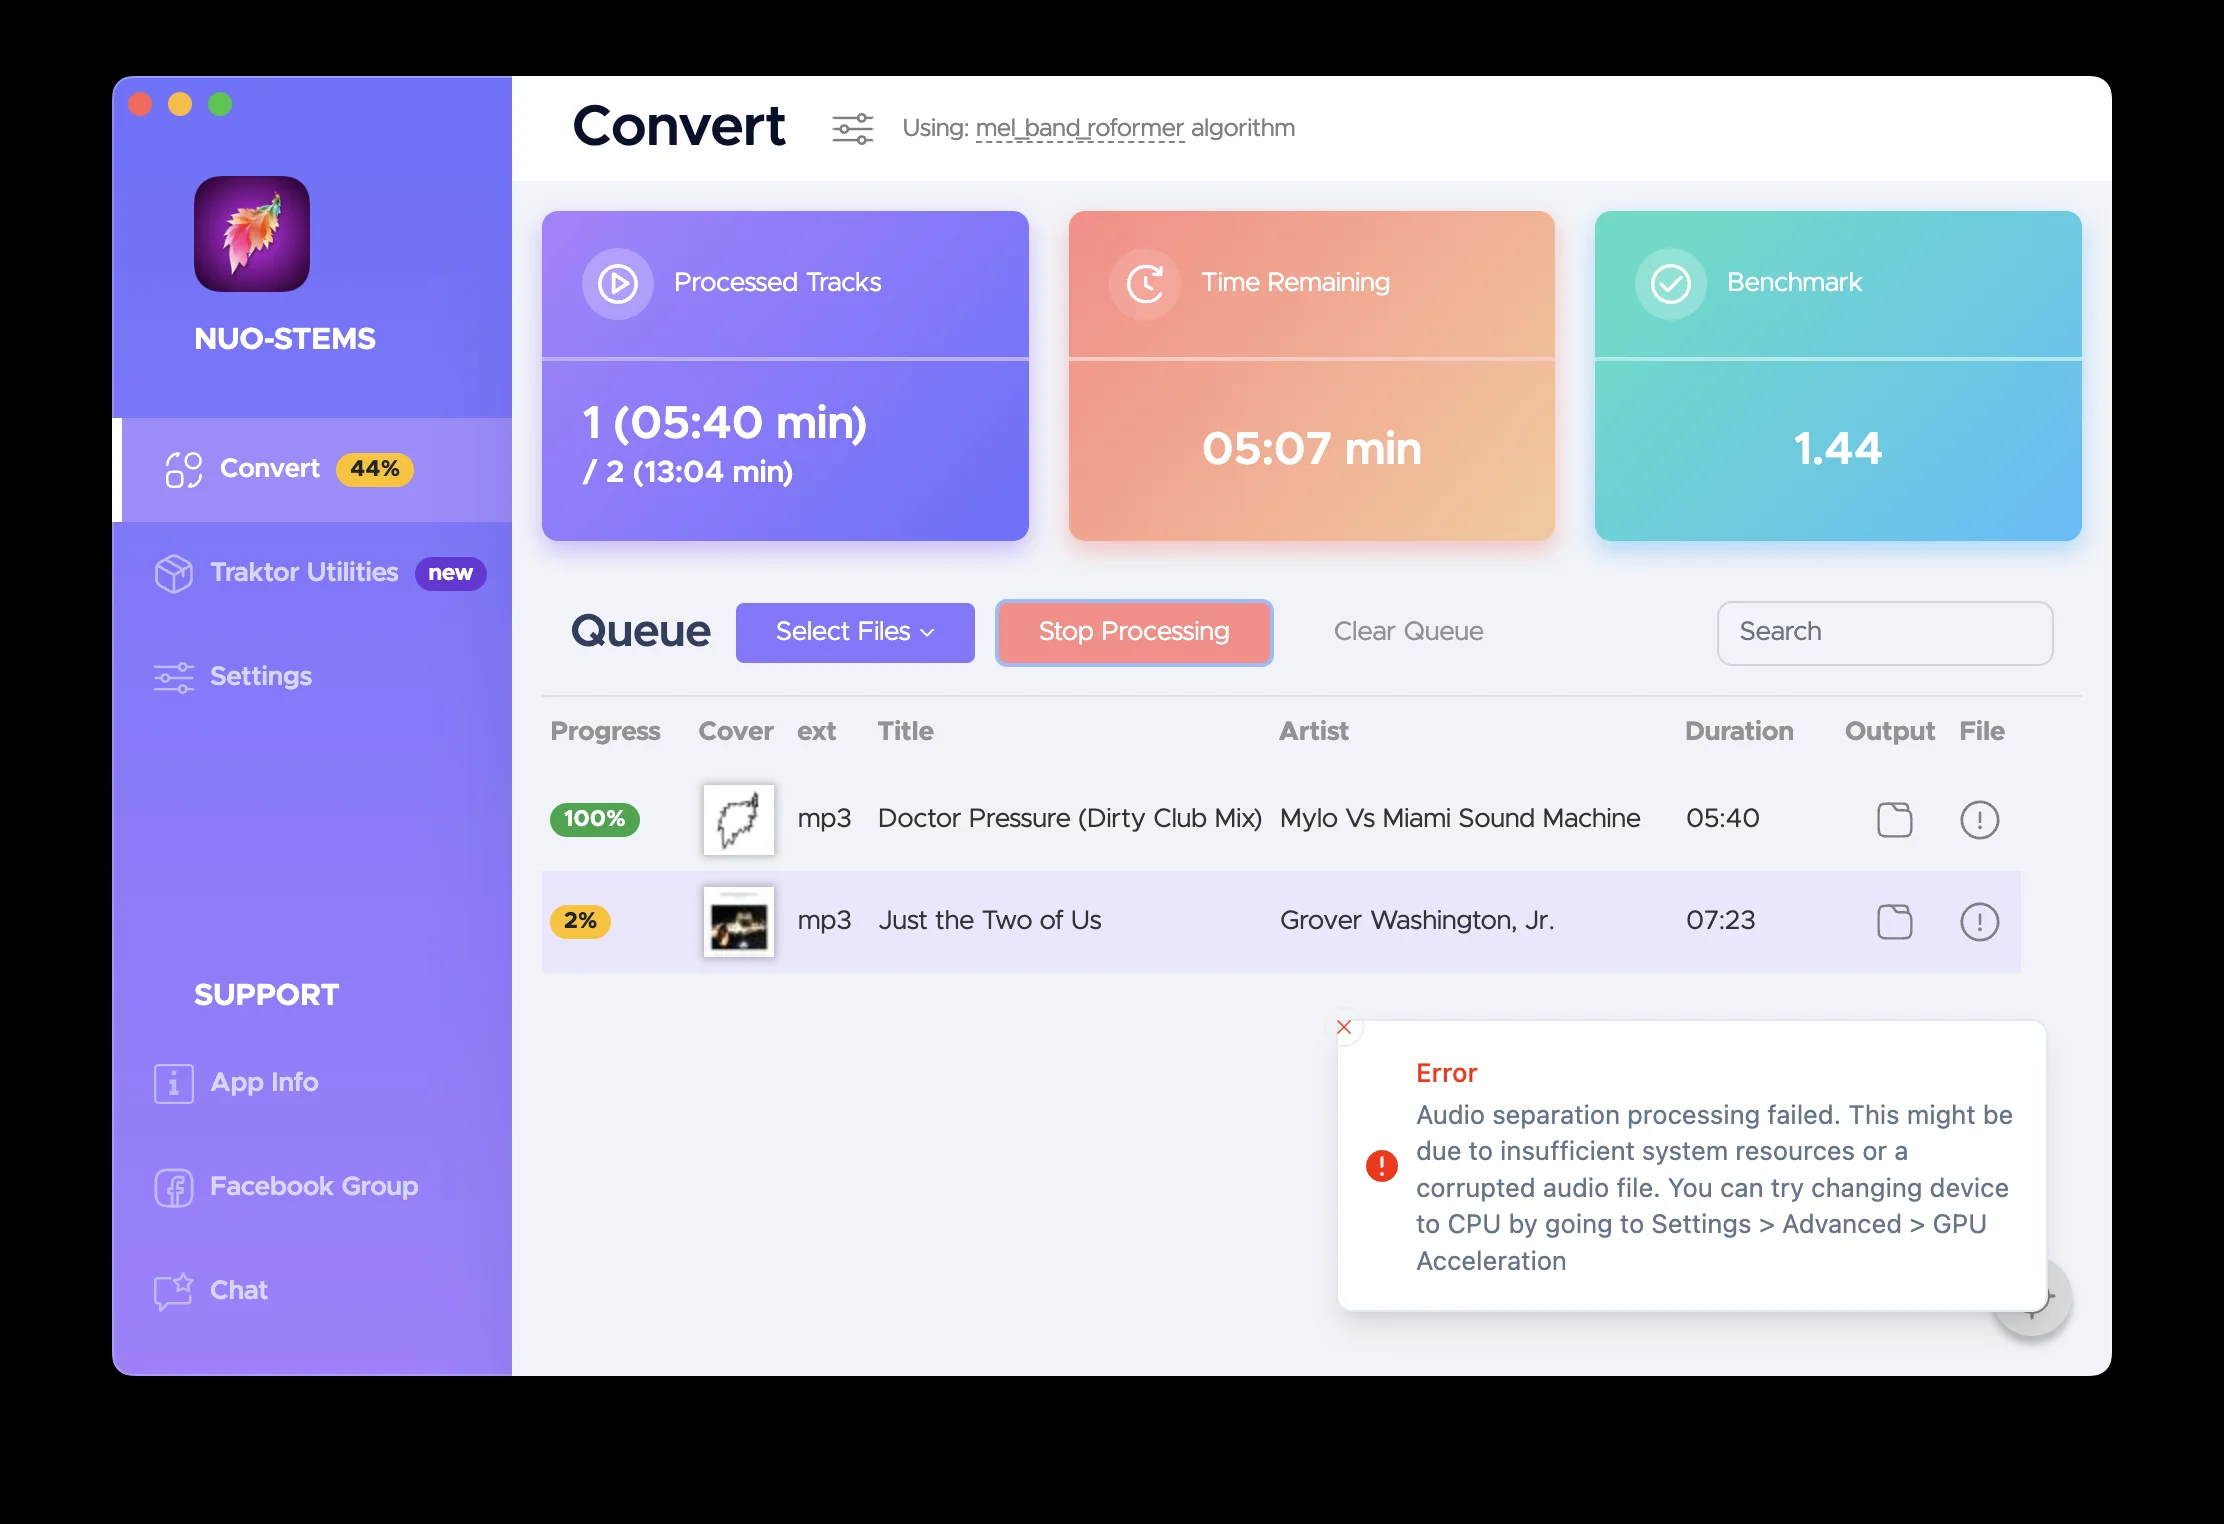 NUO-STEMS
Convert 44%
Traktor Utilities new
Settings
SUPPORT
App Info
Facebook Group
Chat
Convert
Using: mel_band_roformer algorithm
Processed Tracks
1 (05:40 min)
/ 2 (13:04 min)
Time Remaining
05:07 min
Benchmark
1.44
Queue Select Files Stop Processing Clear Queue Search
Progress Cover ext Title Artist Duration Output File
100% mp3 Doctor Pressure (Dirty Club Mix) Mylo Vs Miami Sound Machine 05:40
2% mp3 Just the Two of Us Grover Washington, Jr. 07:23
Error
Audio separation processing failed. This might be
due to insufficient system resources or a
corrupted audio file. You can try changing device
to CPU by going to Settings > Advanced > GPU
Acceleration